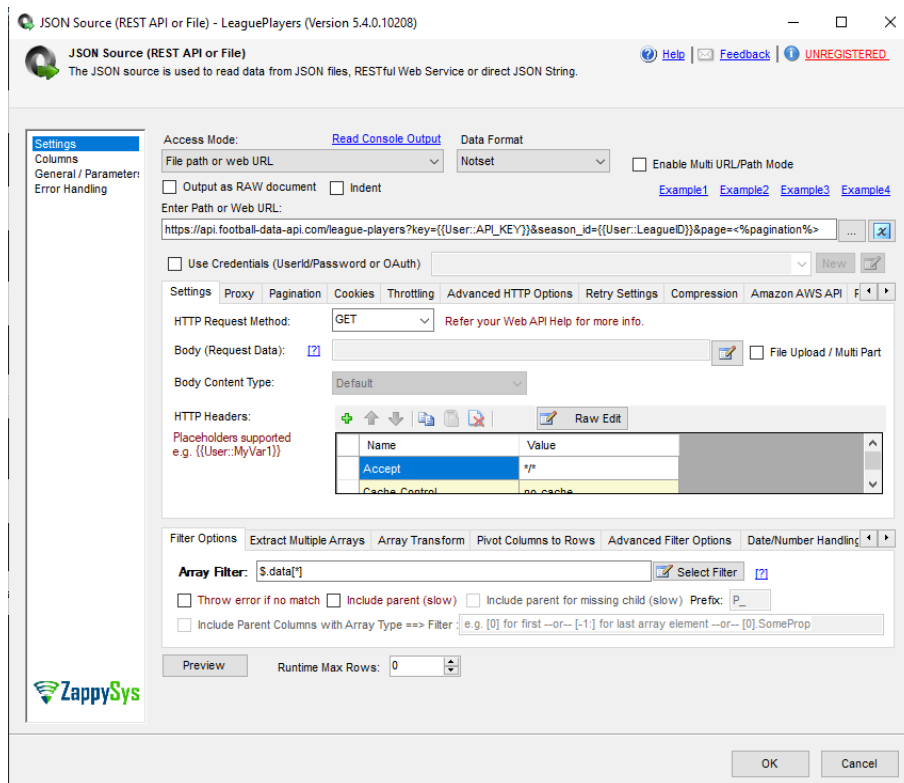 JSON Source (REST API or File) - LeaguePlayers (Version 5.4.0.10208)
JSON Source (REST API or File)
The JSON source is used to read data from JSON files, RESTful Web Service or direct JSON String.
Help Feedback UNREGISTERED
Settings
Columns
General / Parameter
Error Handling
Access Mode: Read Console Output Data Format
File path or web URL Notset Enable Multi URL/Path Mode
Output as RAW document Indent Example1 Example2 Example3 Example4
Enter Path or Web URL:
https://api.football-data-api.com/league-players?key={{User::API_KEY}}&season_id={{User::LeagueID}}&page=<%pagination%> ...
Use Credentials (UserId/Password or OAuth) New
Settings Proxy Pagination Cookies Throttling Advanced HTTP Options Retry Settings Compression Amazon AWS API
HTTP Request Method: GET Refer your Web API Help for more info.
Body (Request Data): [?] File Upload / Multi Part
Body Content Type: Default
HTTP Headers: Raw Edit
Placeholders supported
e.g. {{User::MyVar1}}
Name Value
Accept */*
Cache-Control no-cache
Filter Options Extract Multiple Arrays Array Transform Pivot Columns to Rows Advanced Filter Options Date/Number Handling
Array Filter: $.data[*] Select Filter [?]
Throw error if no match Include parent (slow) Include parent for missing child (slow) Prefix: P_
Include Parent Columns with Array Type ==> Filter : e.g. [0] for first --or-- [-1:] for last array element --or-- [0].SomeProp
Preview Runtime Max Rows: 0
ZappySys
OK Cancel